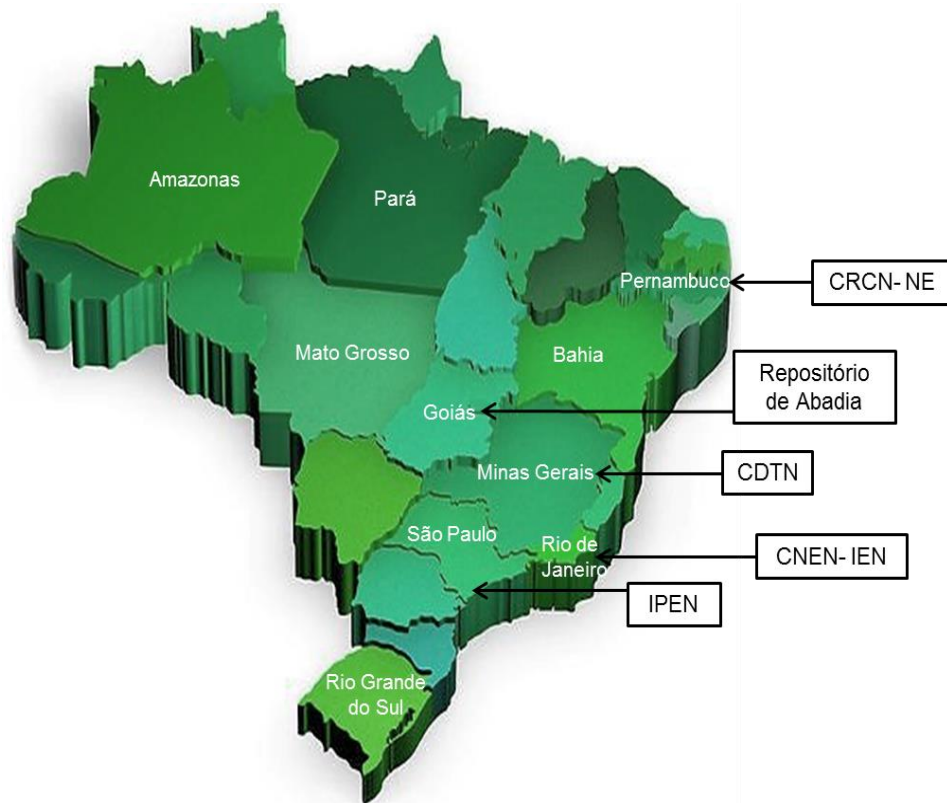 Amazonas
Pará
Pernambuco
CRCN- NE
Mato Grosso
Bahia
Repositório
de Abadia
Goiás
Minas Gerais
CDTN
São Paulo
Rio de
Janeiro
CNEN- IEN
IPEN
Rio Grande
do Sul